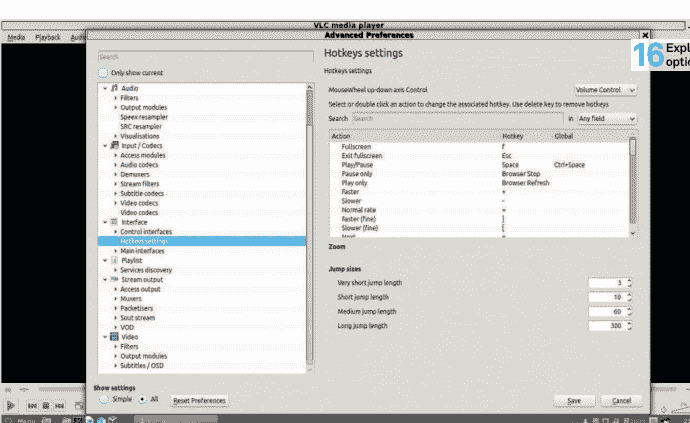 VLC media player
Media Playback Audio
Advanced Preferences
16 Expl
optio
Search
Only show current
Audio
Filters
Output modules
Speex resampler
SRC resampler
Visualisations
Input / Codecs
Access modules
Audio codecs
Demuxers
Stream filters
Subtitle codecs
Video codecs
Video codecs
Interface
Control interfaces
Hotkeys settings
Main interfaces
Playlist
Services discovery
Stream output
Access output
Muxers
Packetisers
Sout stream
VOD
Video
Filters
Output modules
Subtitles / OSD
Show settings
Simple All Reset Preferences
Hotkeys settings
Hotkeys settings
MouseWheel up-down axis Control Volume Control
Select or double click an action to change the associated hotkey. Use delete key to remove hotkeys
Search Search in Any field
Action Hotkey Global
Fullscreen f
Exit fullscreen Esc
Play/Pause Space Ctrl+Space
Pause only Browser Stop
Play only Browser Refresh
Faster +
Slower -
Normal rate =
Faster (fine) ]
Slower (fine) [
Zoom
Jump sizes
Very short jump length 3
Short jump length 10
Medium jump length 60
Long jump length 300
Save Cancel
Menu